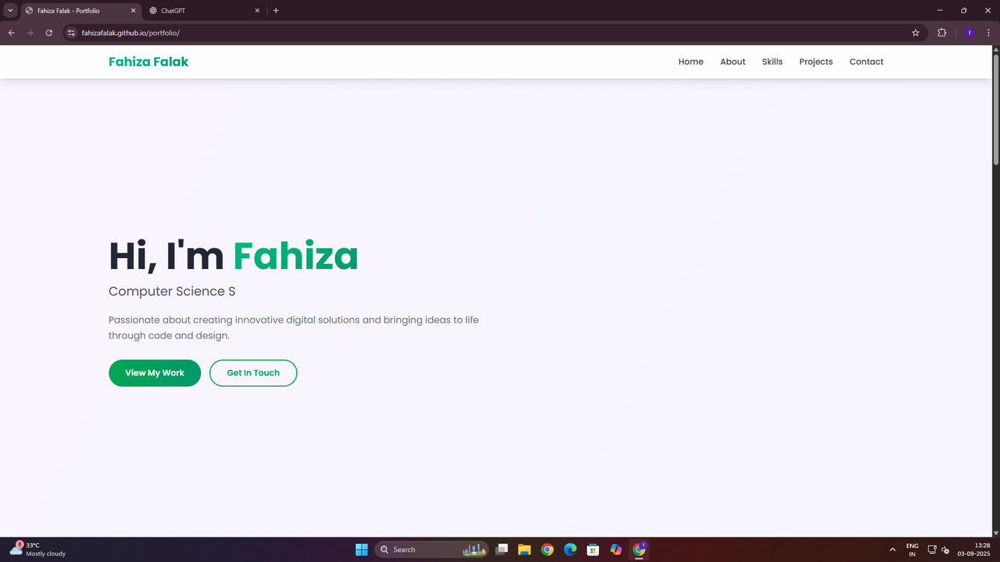 Fahiza Falak - Portfolio
ChatGPT
fahizafalak.github.io/portfolio/
f
Fahiza Falak
Home About Skills Projects Contact
Hi, I'm Fahiza
Computer Science S
Passionate about creating innovative digital solutions and bringing ideas to life
through code and design.
View My Work Get In Touch
8
33°C
Mostly cloudy
Search
f
ENG
IN
13:28
03-09-2025